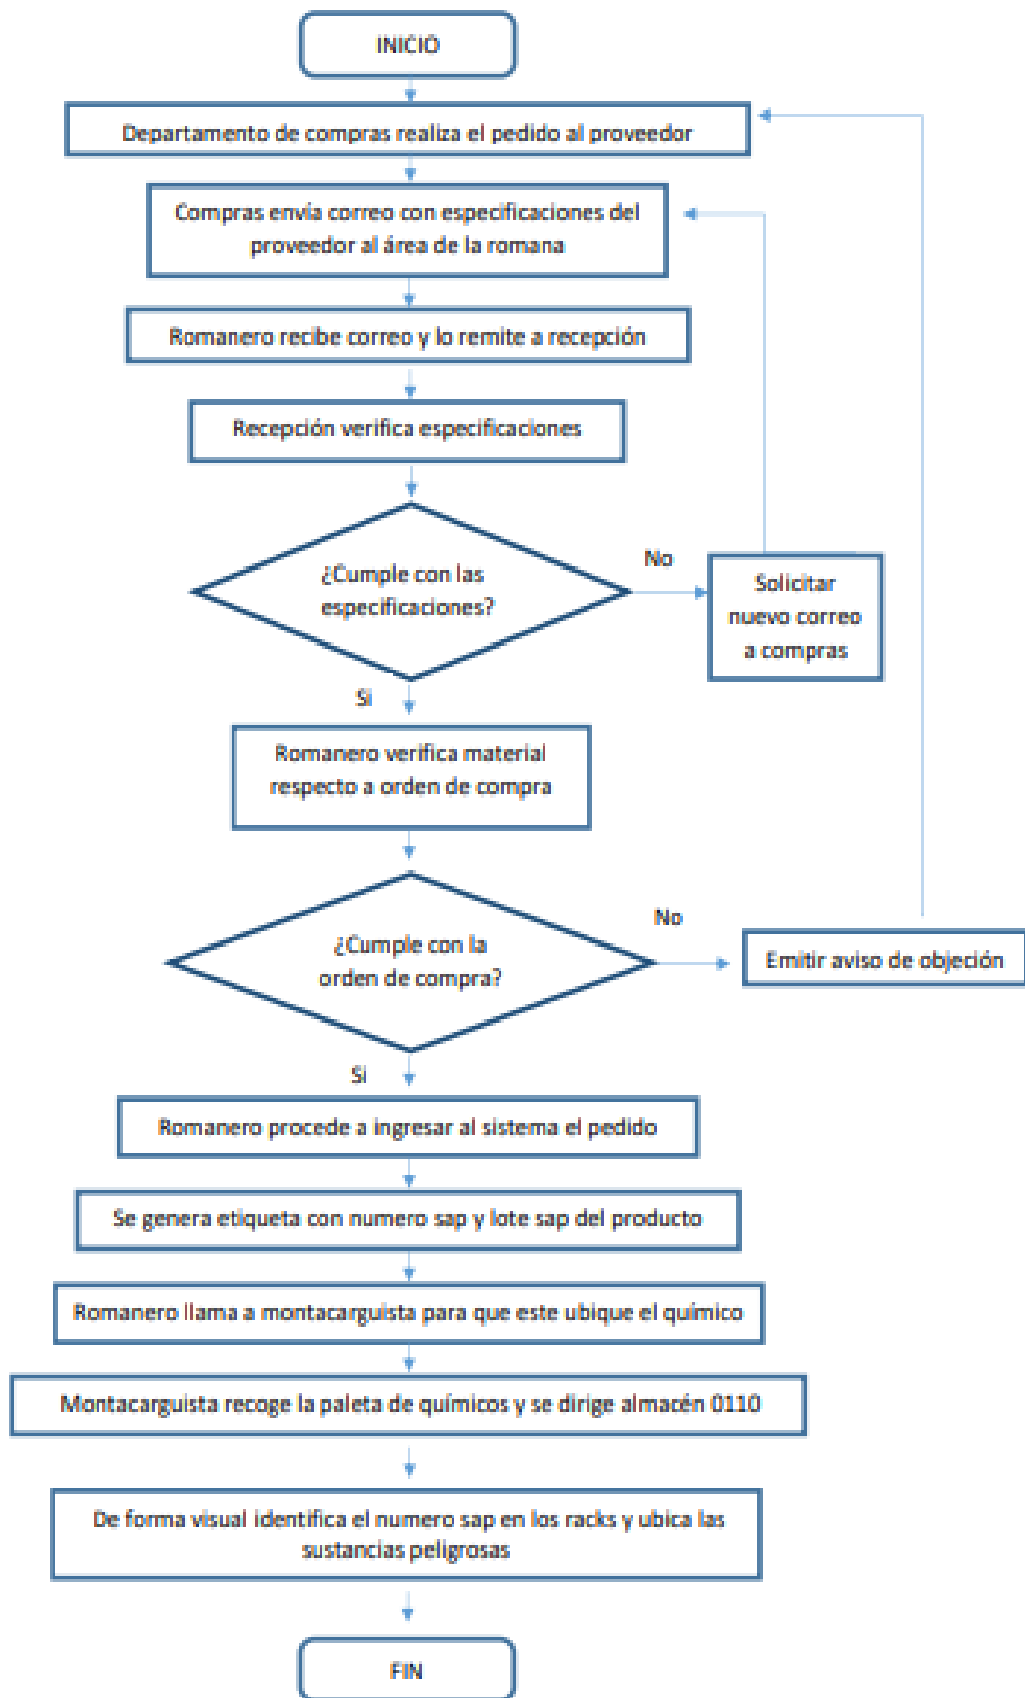 INICIO
Departamento de compras realiza el pedido al proveedor
Compras envía correo con especificaciones del
proveedor al área de la romana
Romanero recibe correo y lo remite a recepción
Recepción verifica especificaciones
¿Cumple con las
especificaciones?
No
Solicitar
nuevo correo
a compras
Si
Romanero verifica material
respecto a orden de compra
¿Cumple con la
orden de compra?
No
Emitir aviso de objeción
Si
Romanero procede a ingresar al sistema el pedido
Se genera etiqueta con numero sap y lote sap del producto
Romanero llama a montacarguista para que este ubique el químico
Montacarguista recoge la paleta de químicos y se dirige almacén 0110
De forma visual identifica el numero sap en los racks y ubica las
sustancias peligrosas
FIN